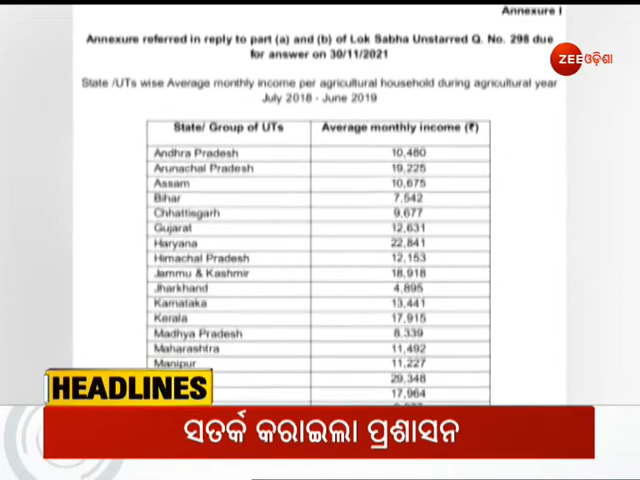 Annexure I
Annexure referred in reply to part (a) and (b) of Lok Sabha Unstarred Q. No. 298 due
for answer on 30/11/2021
ZEE ଓଡ଼ିଶା
State /UTs wise Average monthly income per agricultural household during agricultural year
July 2018 - June 2019
State/ Group of UTs Average monthly income (₹)
Andhra Pradesh 10,480
Arunachal Pradesh 19,225
Assam 10,675
Bihar 7,542
Chhattisgarh 9,677
Gujarat 12,631
Haryana 22,841
Himachal Pradesh 12,153
Jammu & Kashmir 18,918
Jharkhand 4,895
Karnataka 13,441
Kerala 17,915
Madhya Pradesh 8,339
Maharashtra 11,492
Manipur 11,227
29,348
17,964
HEADLINES
ସତର୍କ କରାଇଲା ପ୍ରଶାସନ